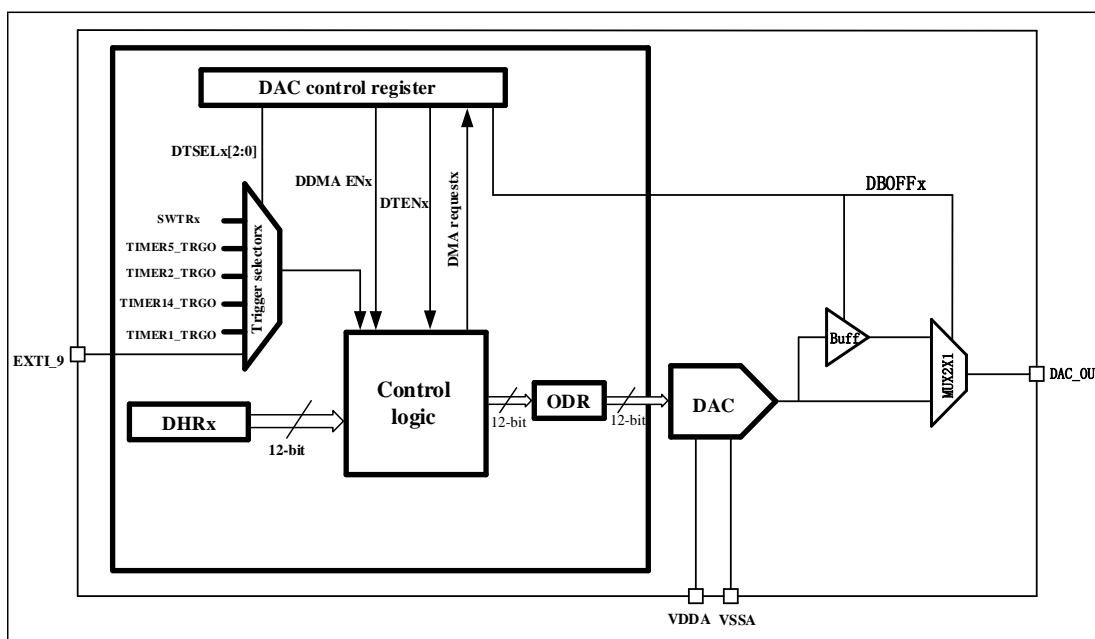 DAC control register
DTSELx[2:0]
DDMA ENx
DTENx
DMA requestx
DBOFFx
SWTRx
TIMER5_TRGO
TIMER2_TRGO
TIMER14_TRGO
TIMER1_TRGO
Trigger selectorx
EXTI_9
Buff
MUX2X1
DAC_OU
Control
logic
DHRx
12-bit
12-bit
ODR
12-bit
DAC
VDDA
VSSA